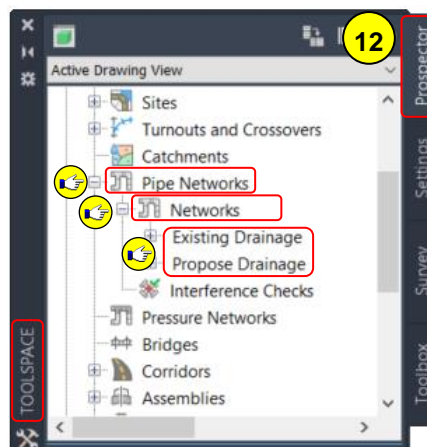 12
Active Drawing View
Sites
Turnouts and Crossovers
Catchments
Pipe Networks
Networks
Existing Drainage
Propose Drainage
Interference Checks
Pressure Networks
Bridges
Corridors
Assemblies
TOOLSPACE
Prospector
Settings
Survey
Toolbox